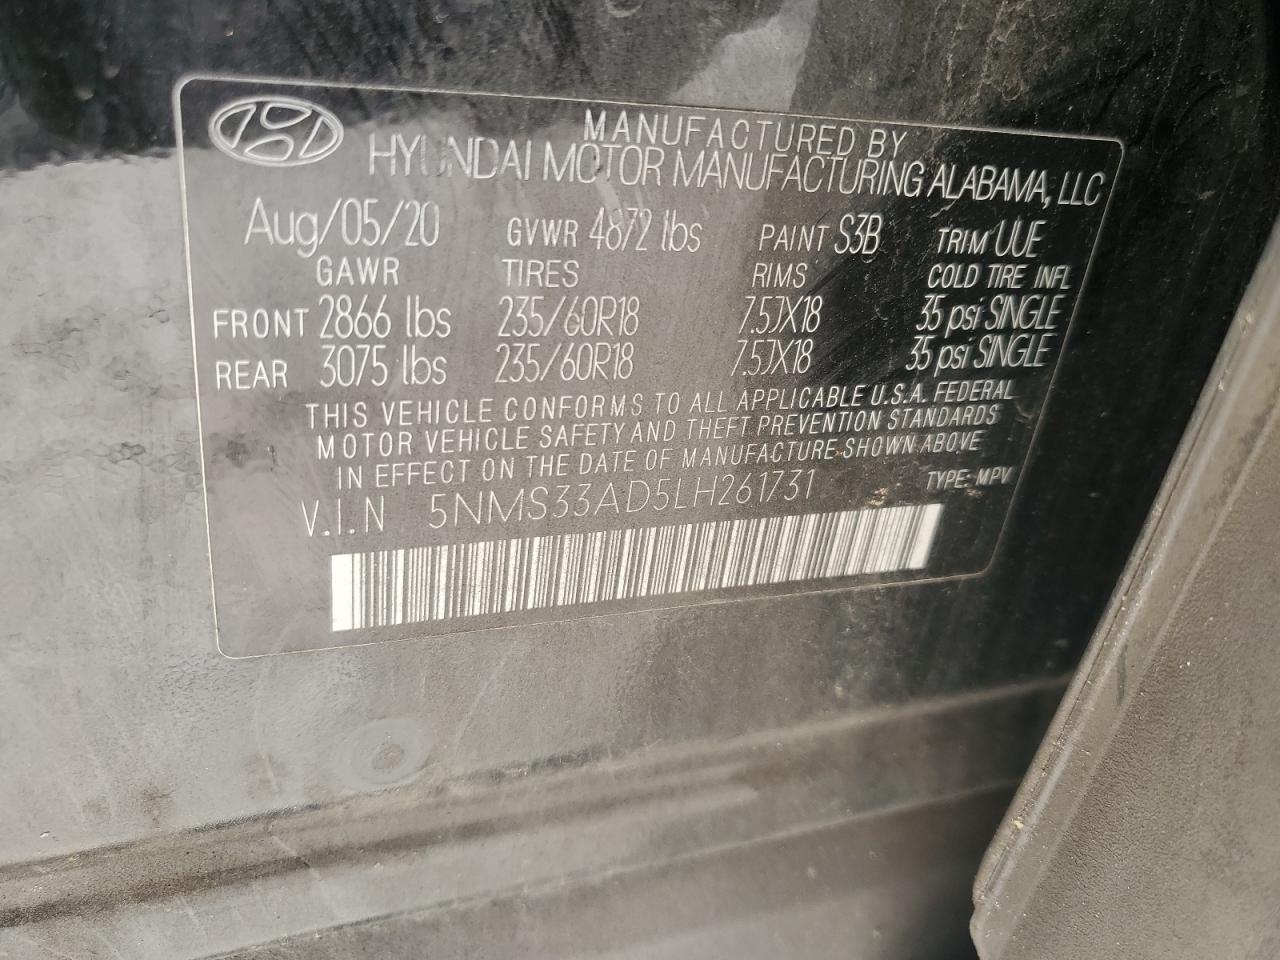 MANUFACTURED BY
HYUNDAI MOTOR MANUFACTURING ALABAMA, LLC
Aug/05/20 GVWR 4872 lbs PAINT S3B TRIM UUE
GAWR TIRES RIMS COLD TIRE INFL
FRONT 2866 lbs 235/60R18 7.5JX18 35 psi SINGLE
REAR 3075 lbs 235/60R18 7.5JX18 35 psi SINGLE
THIS VEHICLE CONFORMS TO ALL APPLICABLE U.S.A. FEDERAL
MOTOR VEHICLE SAFETY AND THEFT PREVENTION STANDARDS
IN EFFECT ON THE DATE OF MANUFACTURE SHOWN ABOVE
V.I.N 5NMS33AD5LH261731 TYPE: MPV